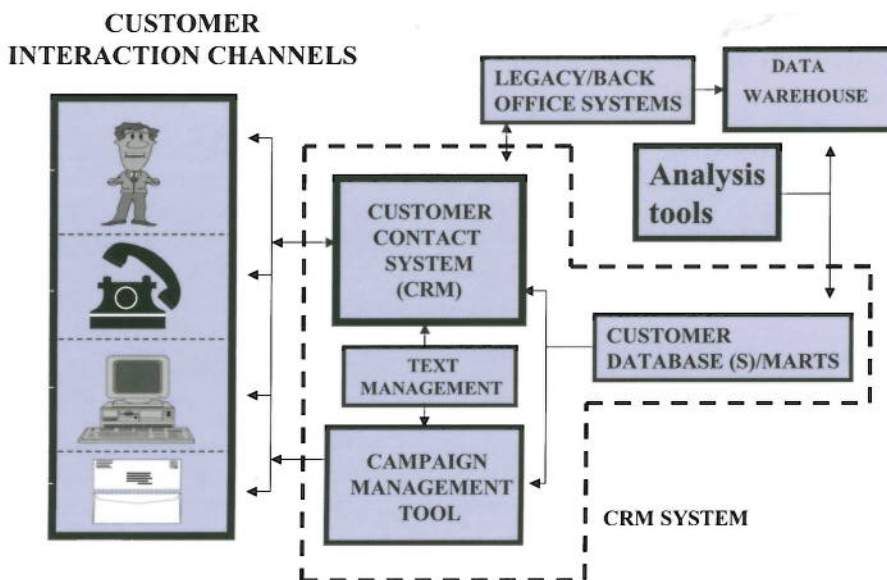 CUSTOMER
INTERACTION CHANNELS
LEGACY/BACK
OFFICE SYSTEMS
DATA
WAREHOUSE
Analysis
tools
CUSTOMER
CONTACT
SYSTEM
(CRM)
CUSTOMER
DATABASE (S)/MARTS
TEXT
MANAGEMENT
CAMPAIGN
MANAGEMENT
TOOL
CRM SYSTEM